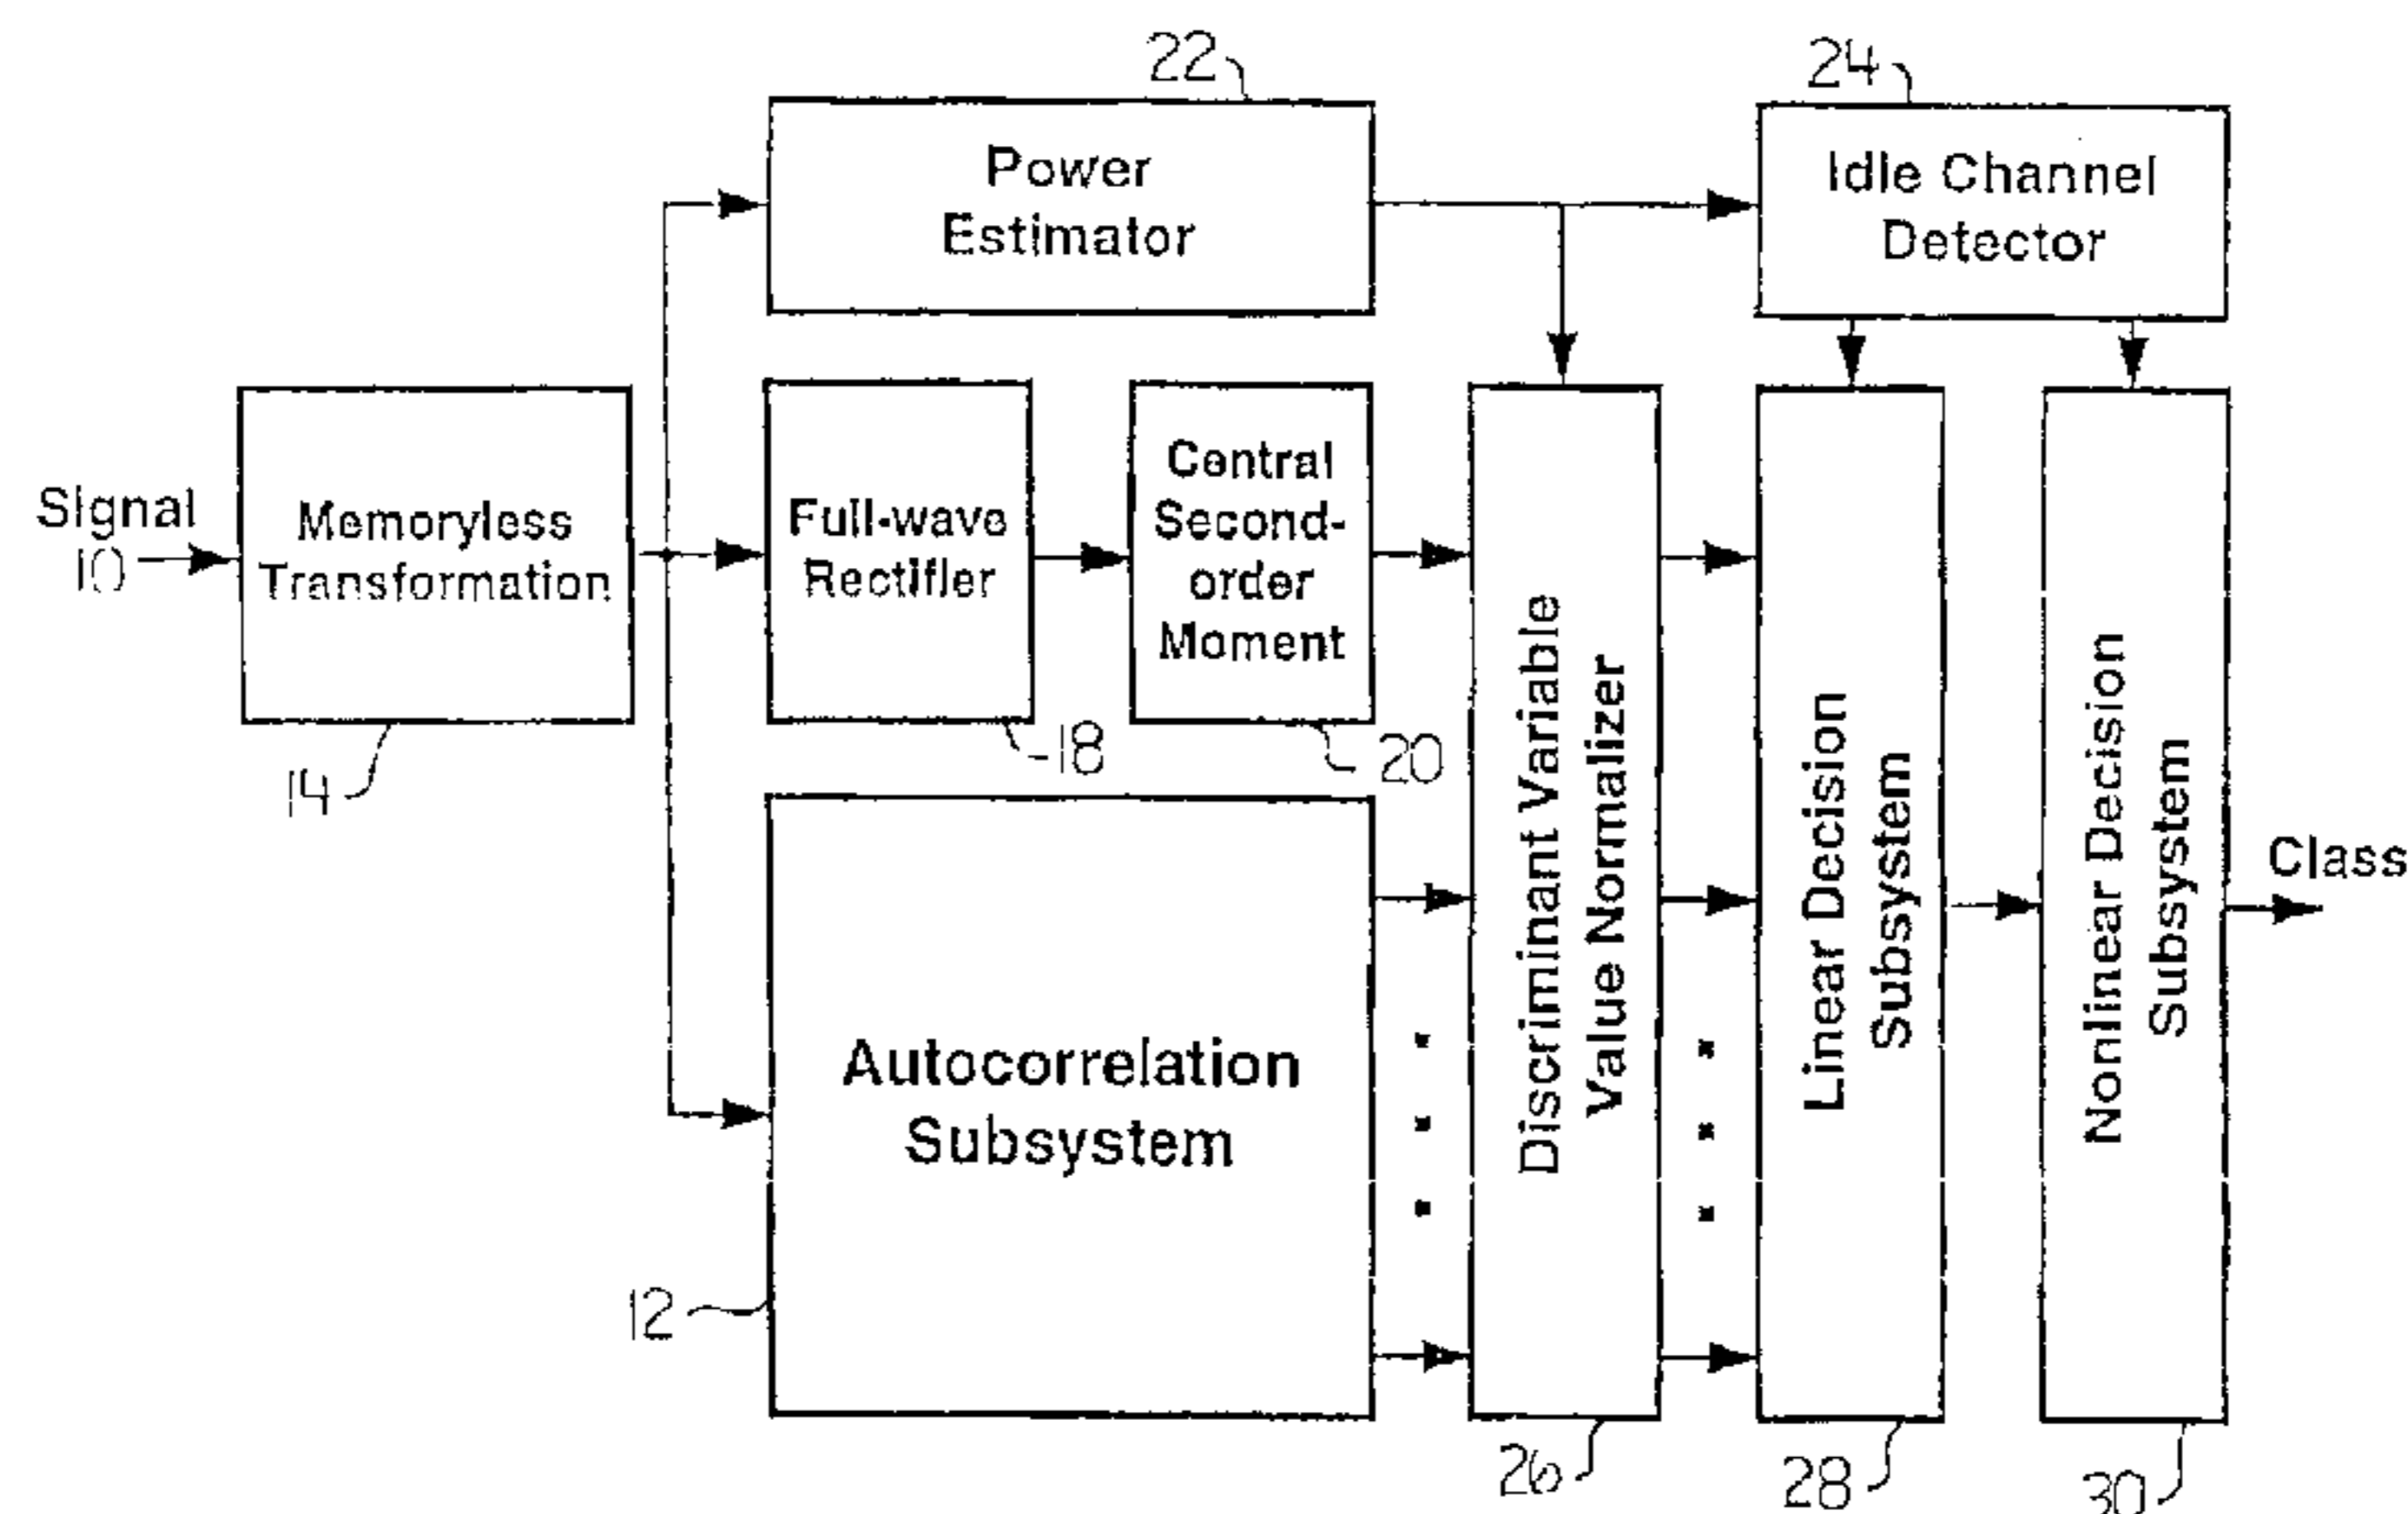 22
24
Power
Estimator
Idle Channel
Detector
Signal
10
Memoryless
Transformation
14
Full-wave
Rectifier
18
Central
Second-
order
Moment
20
Autocorrelation
Subsystem
12
Discriminant Variable
Value Normalizer
26
Linear Decision
Subsystem
28
Nonlinear Decision
Subsystem
30
Class